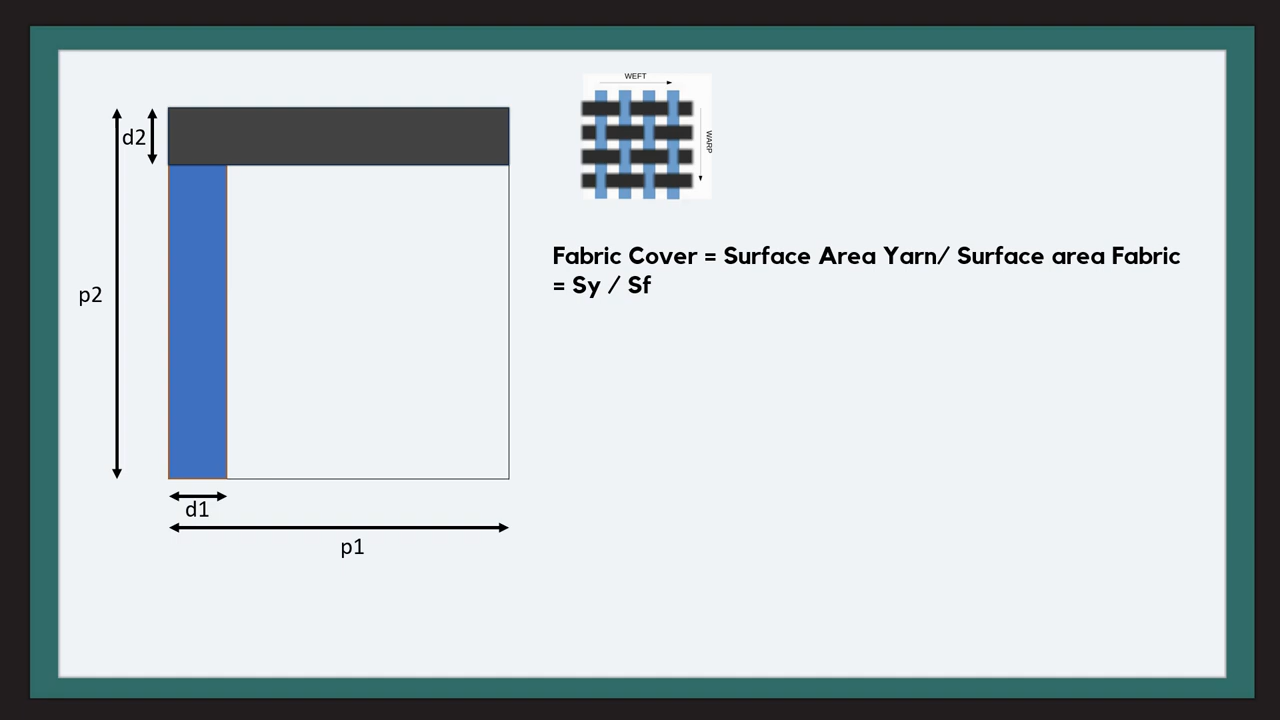 WEFT
WARP
d2
p2
Fabric Cover = Surface Area Yarn/ Surface area Fabric
= Sy / Sf
d1
p1